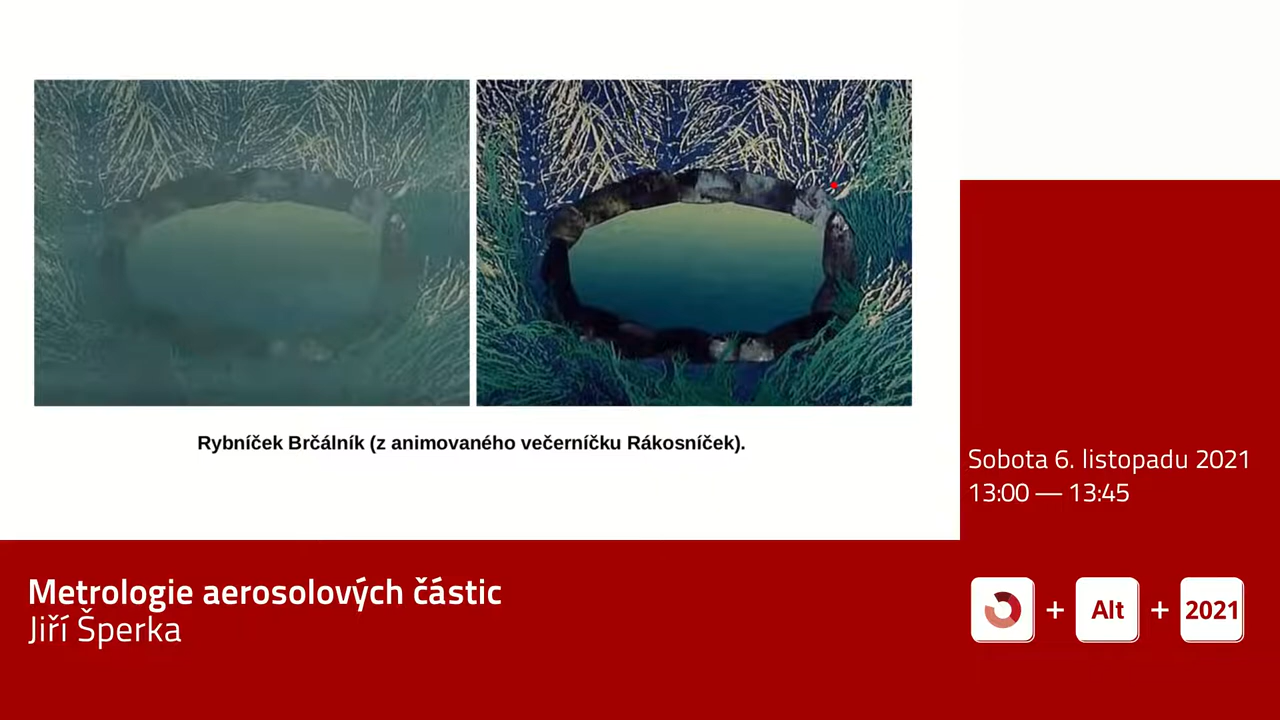 Rybníček Brčálník (z animovaného večerníčku Rákosníček).
Sobota 6. listopadu 2021
13:00 — 13:45
Metrologie aerosolových částic
Jiří Šperka
+ Alt + 2021